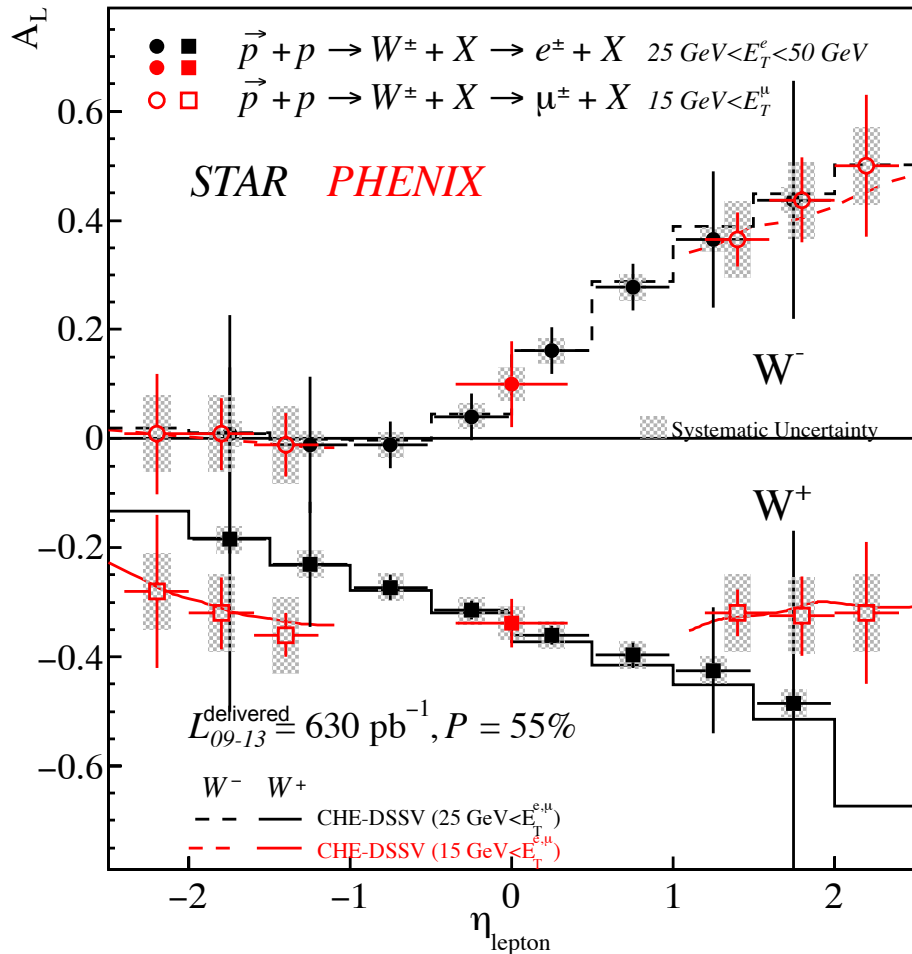 A_L
→p + p → W± + X → e± + X 25 GeV<E_T^e<50 GeV
→p + p → W± + X → μ± + X 15 GeV<E_T^μ
STAR PHENIX
0.6
0.4
0.2
0
−0.2
−0.4
−0.6
W⁻
Systematic Uncertainty
W⁺
L_09-13^delivered = 630 pb⁻¹, P = 55%
W⁻ W⁺
CHE-DSSV (25 GeV<E_T^e,μ)
CHE-DSSV (15 GeV<E_T^e,μ)
−2 −1 0 1 2
η_lepton